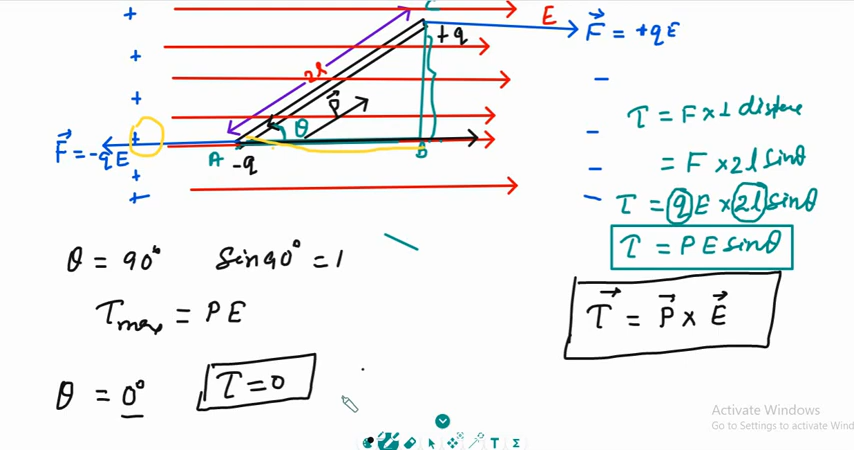 + C E F⃗ = +qE
+ +q
2l
+ P⃗ τ = F × ⊥ distance
+ θ
F⃗ = -qE A B = F × 2l sinθ
-q
+ τ = qE × 2l sinθ
τ = PE sinθ
θ = 90° Sin90° = 1
τ⃗ = P⃗ × E⃗
τmax = PE
θ = 0° τ = 0
Activate Windows
Go to Settings to activate Wind
T Σ